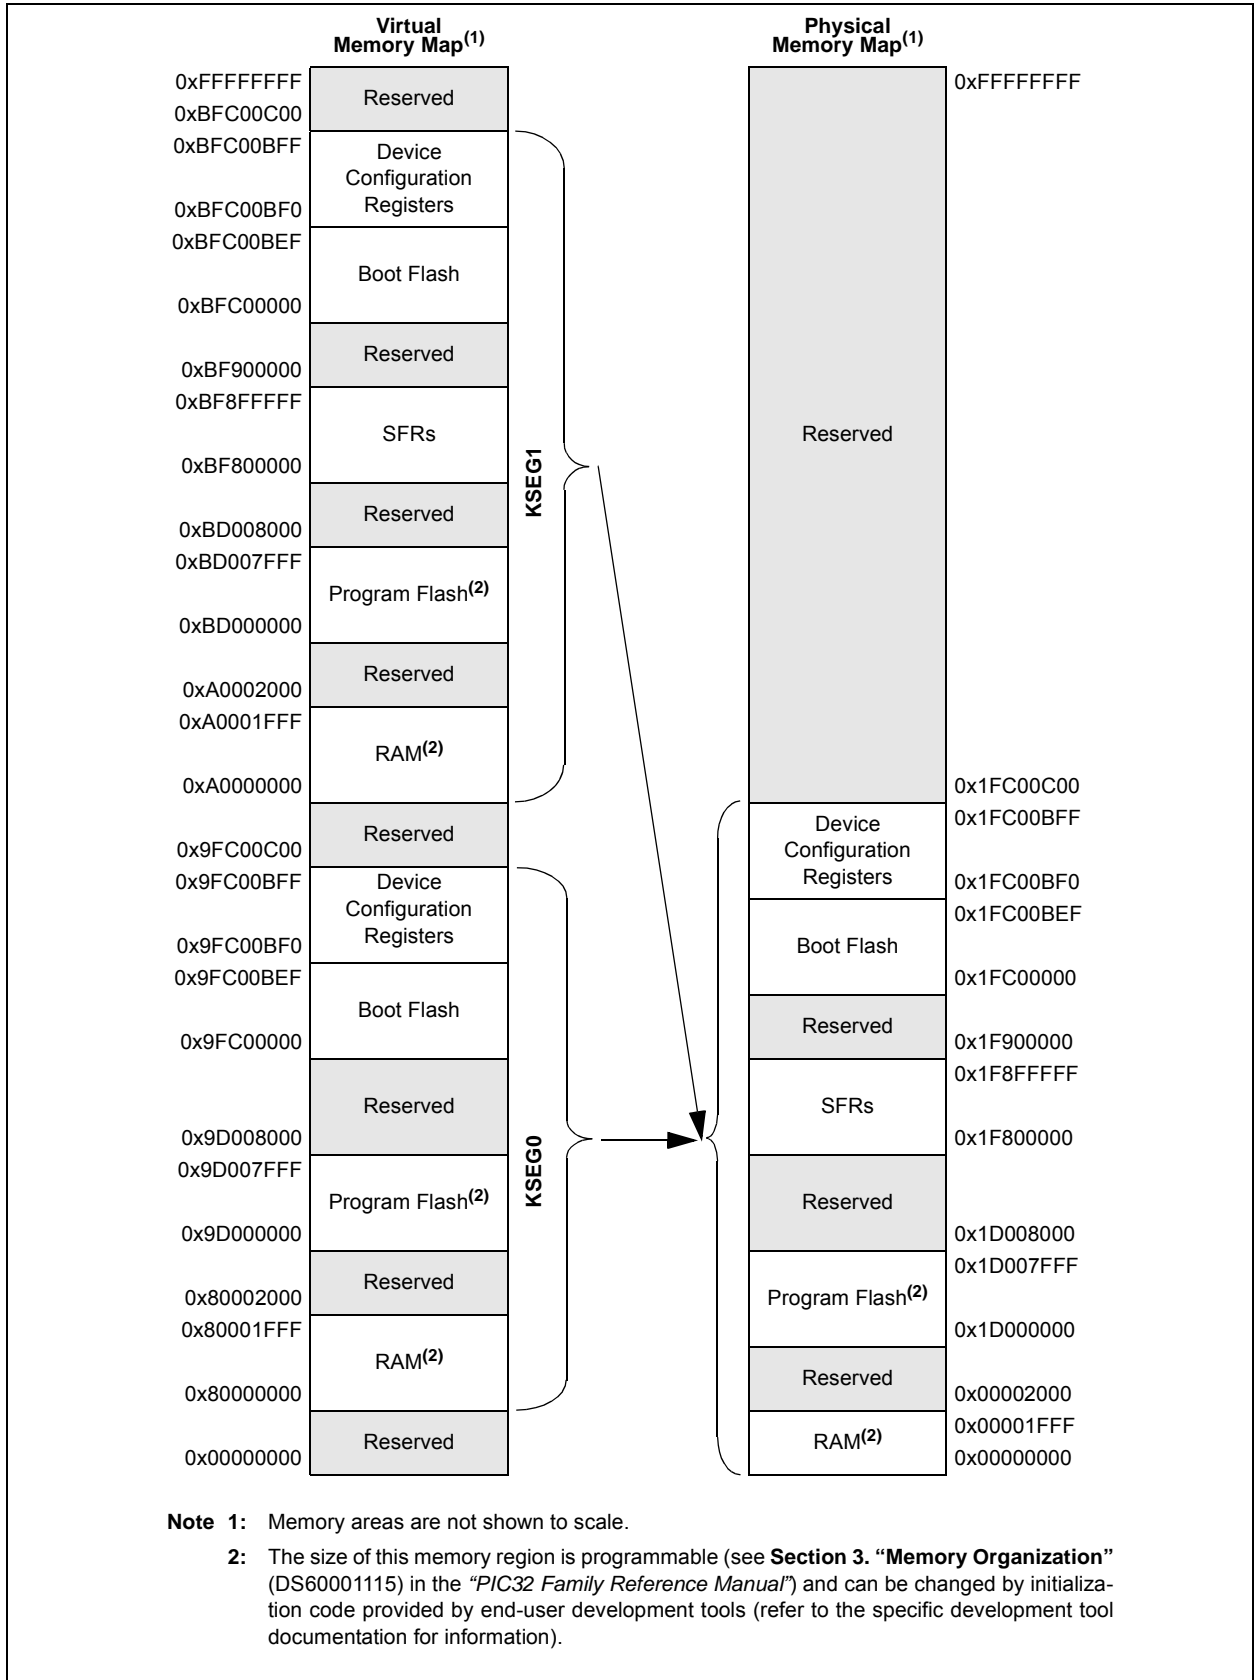 Virtual
Memory Map(1)
0xFFFFFFFF
Reserved
0xBFC00C00
0xBFC00BFF
Device
Configuration
Registers
0xBFC00BF0
0xBFC00BEF
Boot Flash
0xBFC00000
Reserved
0xBF900000
0xBF8FFFFF
SFRs
0xBF800000
Reserved
0xBD008000
0xBD007FFF
Program Flash(2)
0xBD000000
Reserved
0xA0002000
0xA0001FFF
RAM(2)
0xA0000000
KSEG1
Reserved
0x9FC00C00
0x9FC00BFF
Device
Configuration
Registers
0x9FC00BF0
0x9FC00BEF
Boot Flash
0x9FC00000
Reserved
0x9D008000
0x9D007FFF
Program Flash(2)
0x9D000000
Reserved
0x80002000
0x80001FFF
RAM(2)
0x80000000
KSEG0
Reserved
0x00000000
Physical
Memory Map(1)
0xFFFFFFFF
Reserved
0x1FC00C00
0x1FC00BFF
Device
Configuration
Registers
0x1FC00BF0
0x1FC00BEF
Boot Flash
0x1FC00000
Reserved
0x1F900000
0x1F8FFFFF
SFRs
0x1F800000
Reserved
0x1D008000
0x1D007FFF
Program Flash(2)
0x1D000000
Reserved
0x00002000
0x00001FFF
RAM(2)
0x00000000
Note 1: Memory areas are not shown to scale.
2: The size of this memory region is programmable (see Section 3. “Memory Organization”
(DS60001115) in the “PIC32 Family Reference Manual”) and can be changed by initializa-
tion code provided by end-user development tools (refer to the specific development tool
documentation for information).